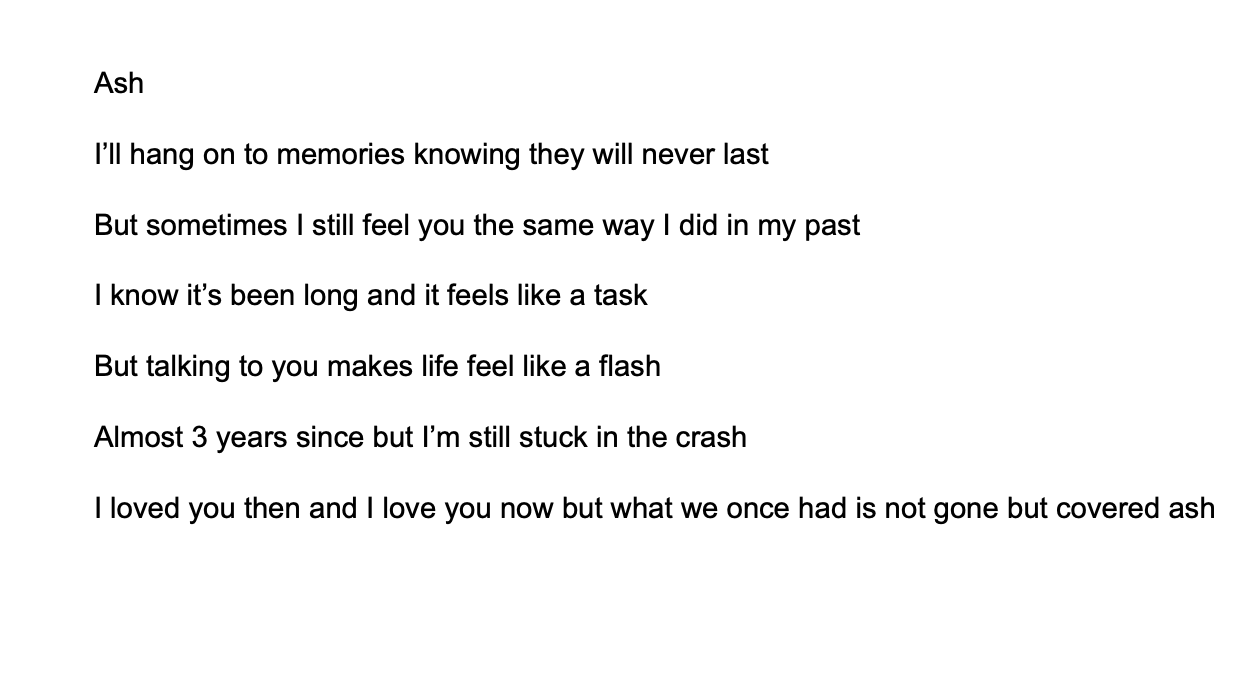 Ash
I’ll hang on to memories knowing they will never last
But sometimes I still feel you the same way I did in my past
I know it’s been long and it feels like a task
But talking to you makes life feel like a flash
Almost 3 years since but I’m still stuck in the crash
I loved you then and I love you now but what we once had is not gone but covered ash